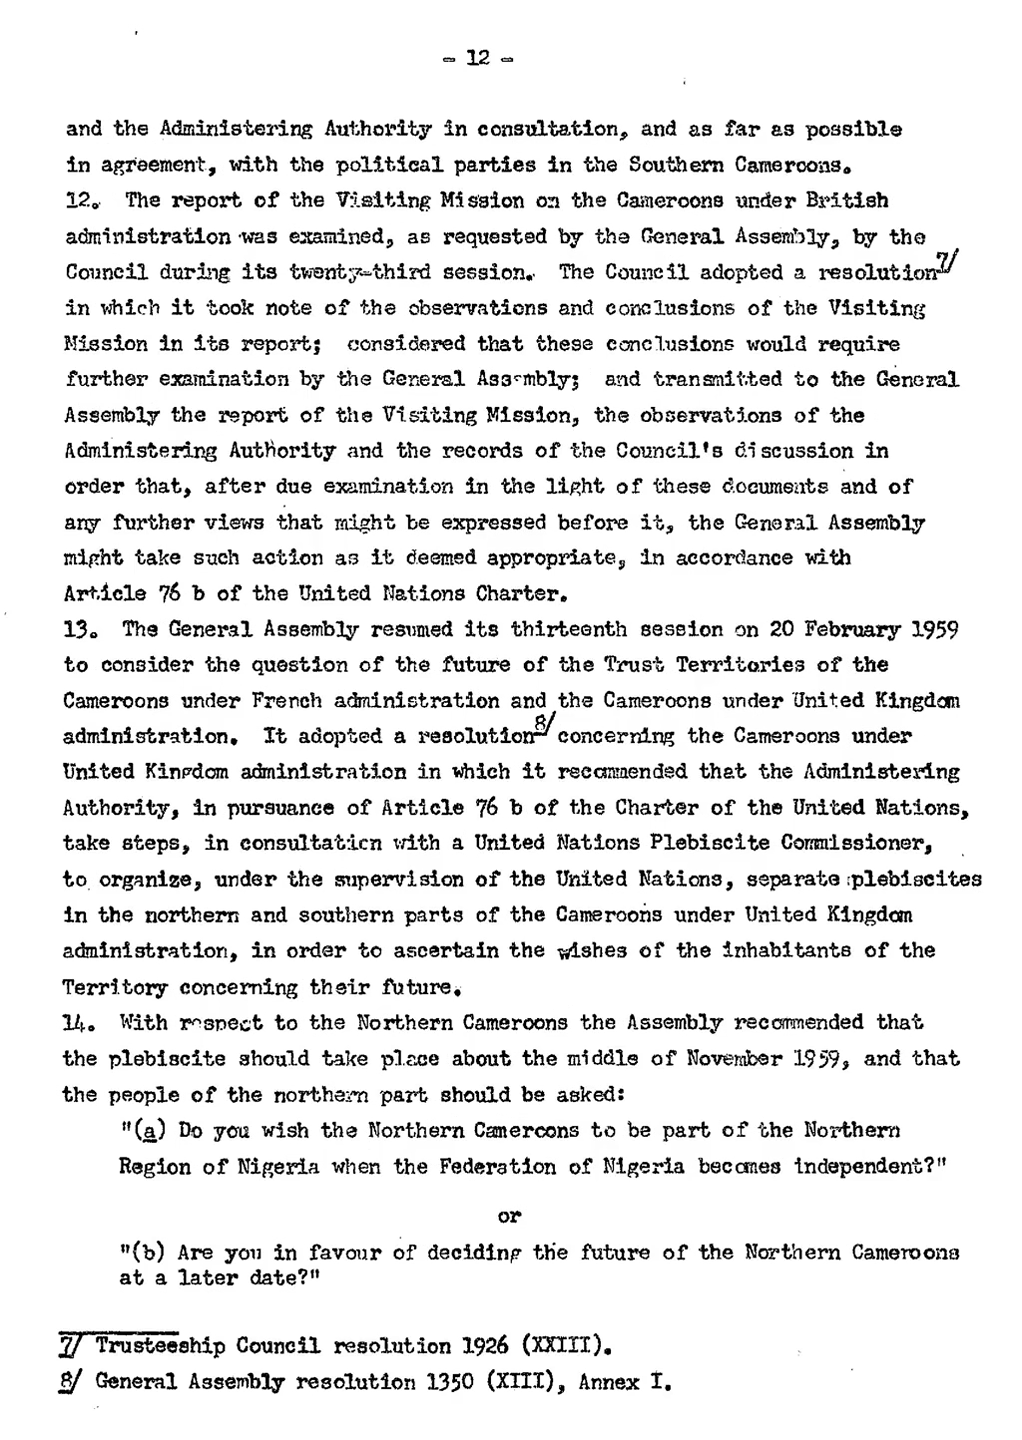 - 12 -
and the Administering Authority in consultation, and as far as possible
in agreement, with the political parties in the Southern Cameroons.
12. The report of the Visiting Mission on the Cameroons under British
administration was examined, as requested by the General Assembly, by the
Council during its twenty-third session. The Council adopted a resolution 7/
in which it took note of the observations and conclusions of the Visiting
Mission in its report; considered that these conclusions would require
further examination by the General Assembly; and transmitted to the General
Assembly the report of the Visiting Mission, the observations of the
Administering Authority and the records of the Council's discussion in
order that, after due examination in the light of these documents and of
any further views that might be expressed before it, the General Assembly
might take such action as it deemed appropriate, in accordance with
Article 76 b of the United Nations Charter.
13. The General Assembly resumed its thirteenth session on 20 February 1959
to consider the question of the future of the Trust Territories of the
Cameroons under French administration and the Cameroons under United Kingdom
administration. It adopted a resolution 8/ concerning the Cameroons under
United Kingdom administration in which it recommended that the Administering
Authority, in pursuance of Article 76 b of the Charter of the United Nations,
take steps, in consultation with a United Nations Plebiscite Commissioner,
to organize, under the supervision of the United Nations, separate plebiscites
in the northern and southern parts of the Cameroons under United Kingdom
administration, in order to ascertain the wishes of the inhabitants of the
Territory concerning their future.
14. With respect to the Northern Cameroons the Assembly recommended that
the plebiscite should take place about the middle of November 1959, and that
the people of the northern part should be asked:
"(a) Do you wish the Northern Cameroons to be part of the Northern
Region of Nigeria when the Federation of Nigeria becomes independent?"
or
"(b) Are you in favour of deciding the future of the Northern Cameroons
at a later date?"
7/ Trusteeship Council resolution 1926 (XXIII).
8/ General Assembly resolution 1350 (XIII), Annex I.